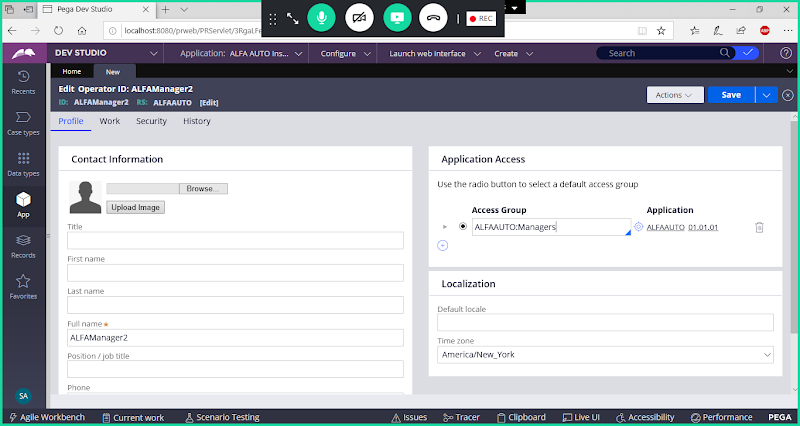 Pega Dev Studio
REC
localhost:8080/prweb/PRServlet/3RgaLFe
ABP
DEV STUDIO
Application: ALFA AUTO Ins...
Configure
Launch web interface
Create
Search
Home
New
Recents
Case types
Data types
App
Records
Favorites
SA
Edit Operator ID: ALFAManager2
ID: ALFAManager2 RS: ALFAAUTO [Edit]
Actions
Save
Profile
Work
Security
History
Contact Information
Browse...
Upload Image
Title
First name
Last name
Full name
ALFAManager2
Position / job title
Phone
Application Access
Use the radio button to select a default access group
Access Group Application
ALFAAUTO:Managers ALFAAUTO 01.01.01
Localization
Default locale
Time zone
America/New_York
Agile Workbench
Current work
Scenario Testing
Issues
Tracer
Clipboard
Live UI
Accessibility
Performance
PEGA